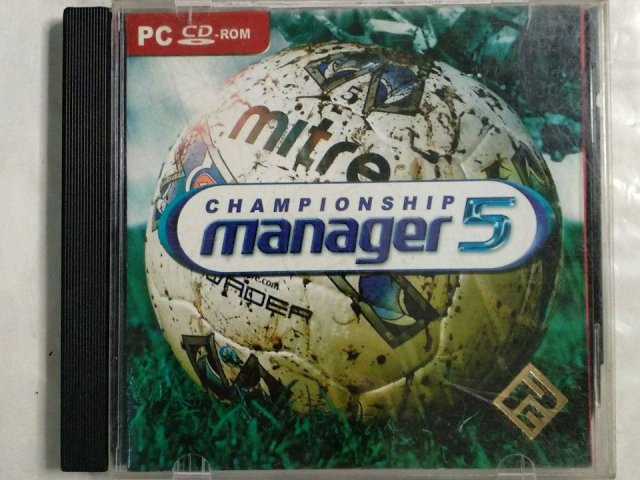 PC CD-ROM
mitre
CHAMPIONSHIP
manager 5